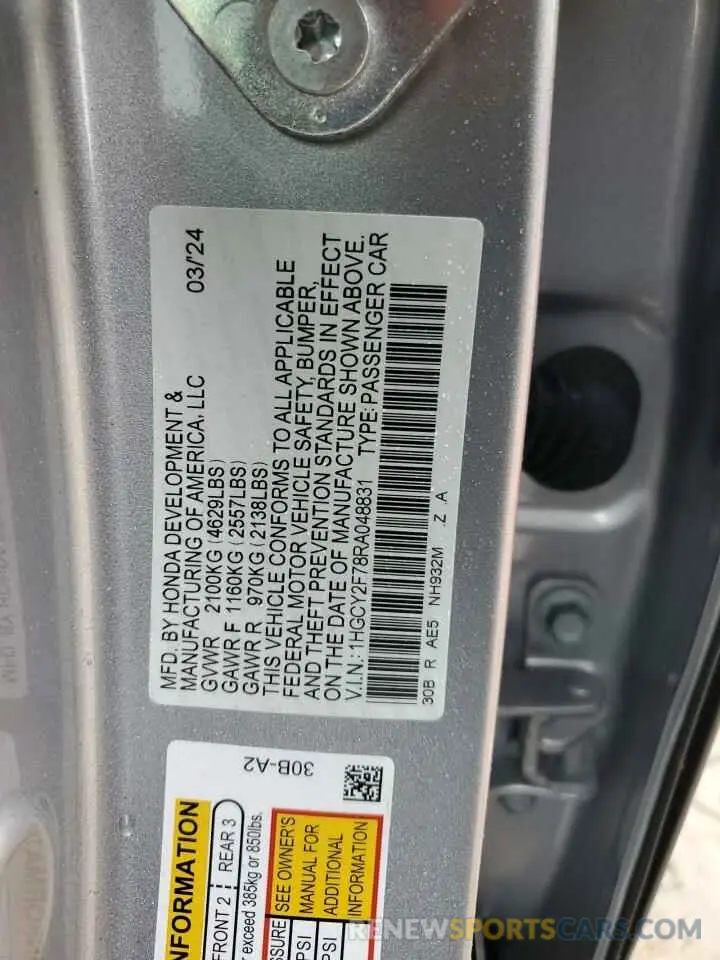 MFD. BY HONDA DEVELOPMENT &
MANUFACTURING OF AMERICA, LLC 03/'24
GVWR 2100KG (4629LBS)
GAWR F 1160KG (2557LBS)
GAWR R 970KG (2138LBS)
THIS VEHICLE CONFORMS TO ALL APPLICABLE
FEDERAL MOTOR VEHICLE SAFETY, BUMPER,
AND THEFT PREVENTION STANDARDS IN EFFECT
ON THE DATE OF MANUFACTURE SHOWN ABOVE.
V.I.N.: 1HGCY2F78RA048831 TYPE: PASSENGER CAR
30B R AE5 NH932M Z A
30B-A2
NFORMATION
FRONT 2 REAR 3
r exceed 385kg or 850lbs.
SSURE SEE OWNER'S
PSI MANUAL FOR
PSI ADDITIONAL
INFORMATION
RENEWSPORTSCARS.COM